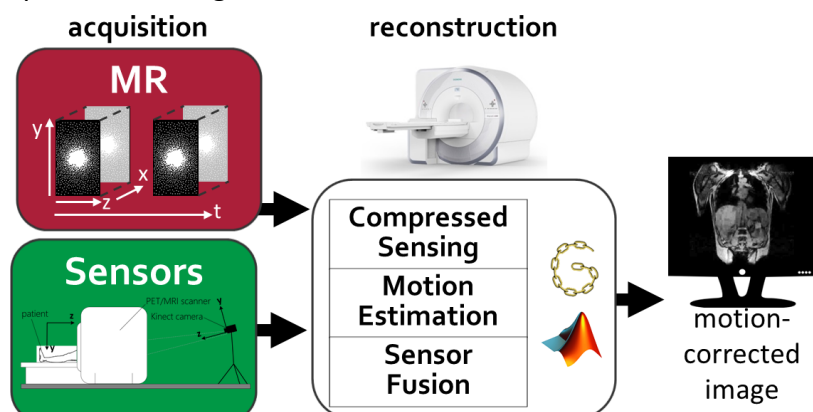 acquisition
reconstruction
MR
y
x
z
t
Sensors
PET/MRI scanner
Kinect camera
patient
z
y
y
z
Compressed
Sensing
Motion
Estimation
Sensor
Fusion
motion-
corrected
image